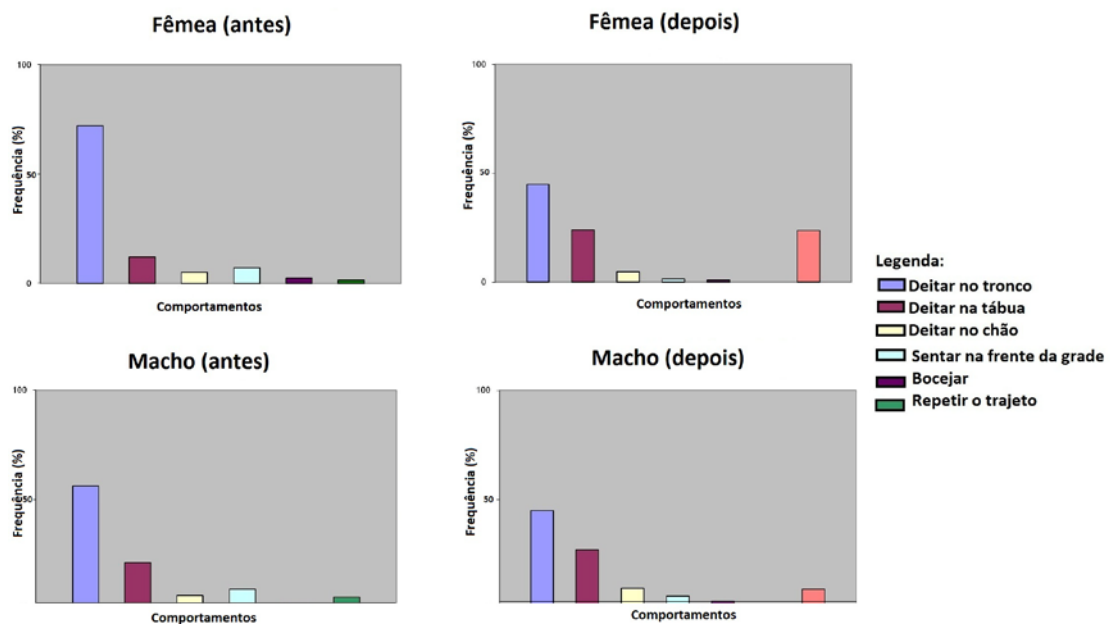 Fêmea (antes)
Fêmea (depois)
100
50
0
Frequência (%)
Comportamentos
100
50
0
Frequência (%)
Comportamentos
Legenda:
Deitar no tronco
Deitar na tábua
Deitar no chão
Sentar na frente da grade
Bocejar
Repetir o trajeto
Macho (antes)
Macho (depois)
100
50
Frequência (%)
Comportamentos
100
50
Frequência (%)
Comportamentos